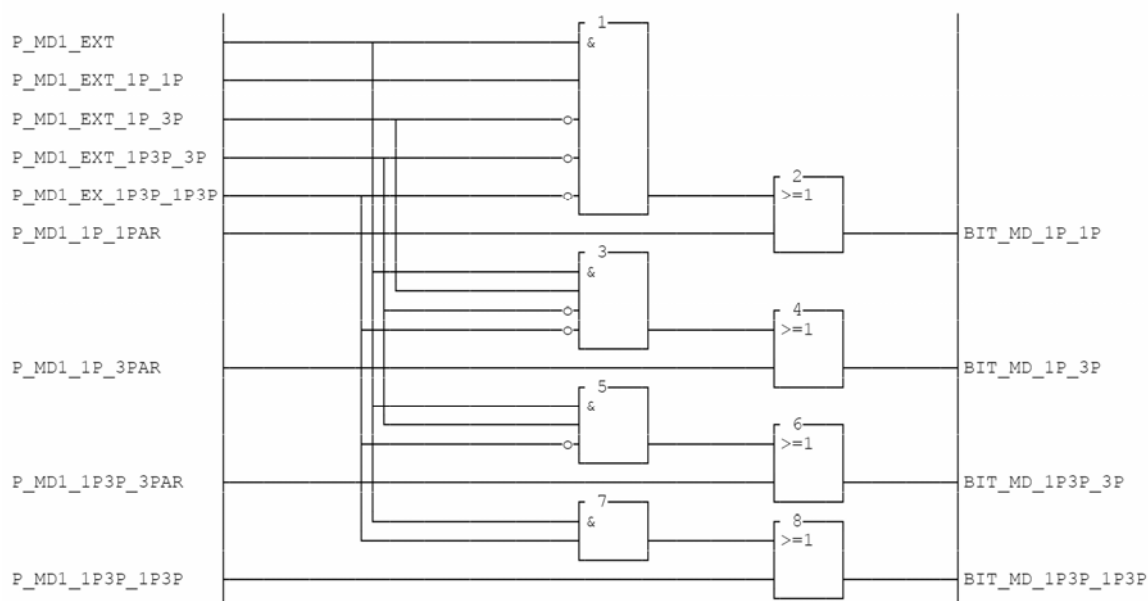 1
P_MD1_EXT
&
P_MD1_EXT_1P_1P
P_MD1_EXT_1P_3P
P_MD1_EXT_1P3P_3P
2
P_MD1_EX_1P3P_1P3P
>=1
P_MD1_1P_1PAR
BIT_MD_1P_1P
3
&
4
>=1
P_MD1_1P_3PAR
BIT_MD_1P_3P
5
&
6
>=1
P_MD1_1P3P_3PAR
BIT_MD_1P3P_3P
7
&
8
>=1
P_MD1_1P3P_1P3P
BIT_MD_1P3P_1P3P